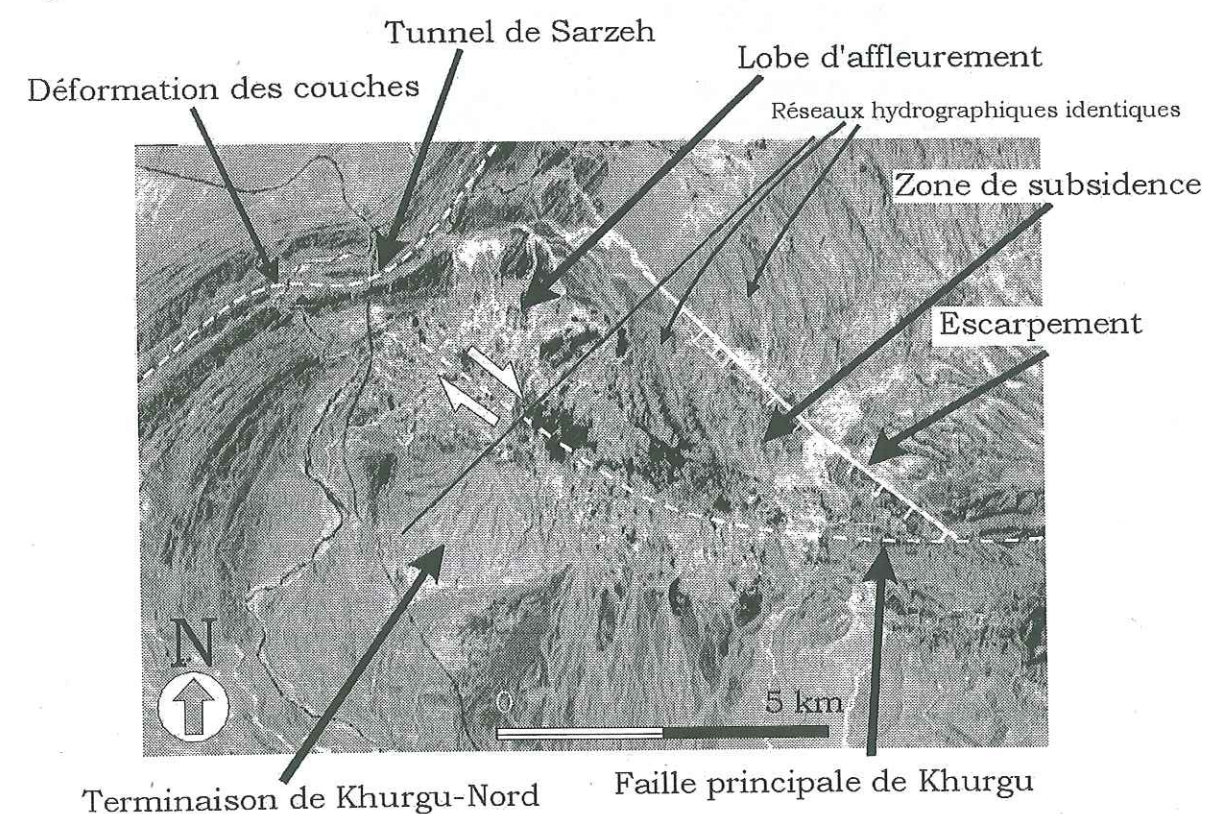 Tunnel de Sarzeh
Lobe d'affleurement
Déformation des couches
Réseaux hydrographiques identiques
Zone de subsidence
Escarpement
N
0
5 km
Terminaison de Khurgu-Nord
Faille principale de Khurgu